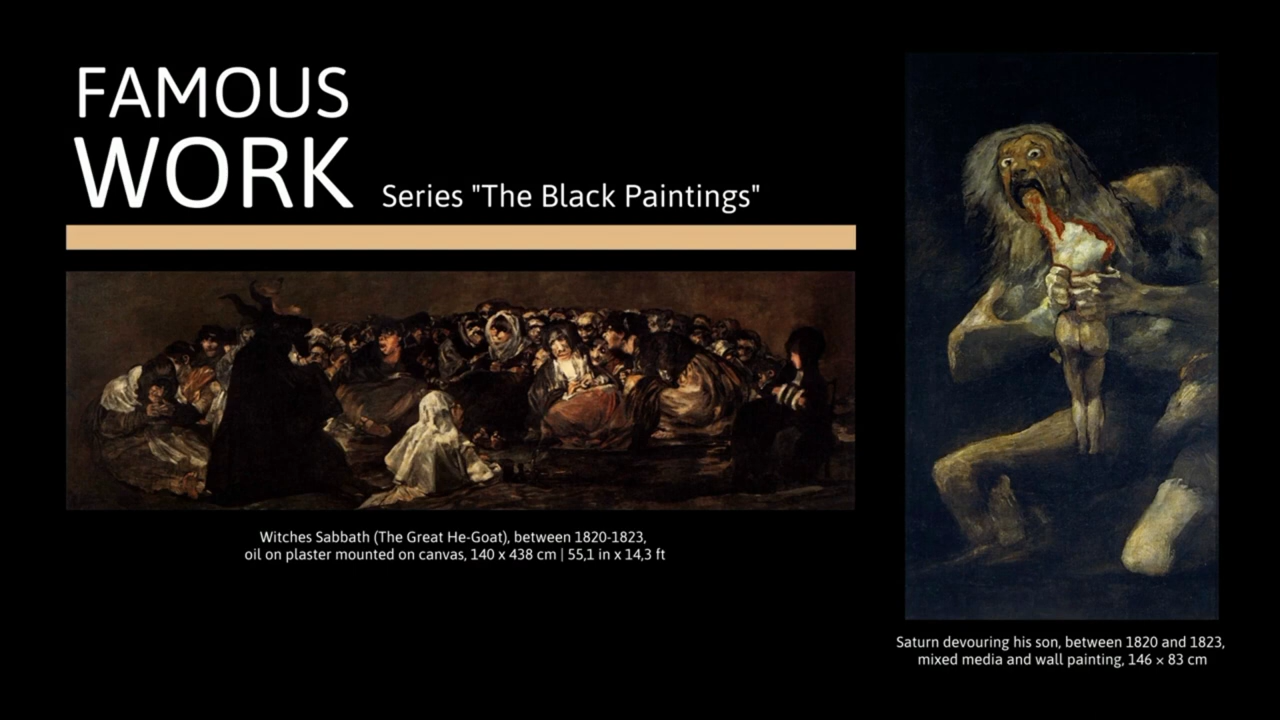 FAMOUS
WORK
Series "The Black Paintings"
Witches Sabbath (The Great He-Goat), between 1820-1823,
oil on plaster mounted on canvas, 140 x 438 cm | 55,1 in x 14,3 ft
Saturn devouring his son, between 1820 and 1823,
mixed media and wall painting, 146 × 83 cm